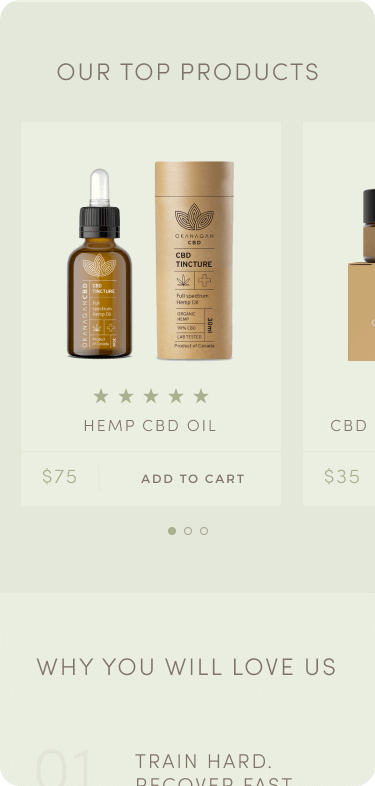 OUR TOP PRODUCTS
OKANAGAN CBD
CBD
TINCTURE
Full
spectrum
Hemp Oil
Product of Canada
OKANAGAN
CBD
CBD
TINCTURE
Full spectrum
Hemp Oil
ORGANIC
HEMP
99% CBD
LAB TESTED
30ml
Product of Canada
HEMP CBD OIL
CBD
$75
ADD TO CART
$35
WHY YOU WILL LOVE US
01
TRAIN HARD.
RECOVER FAST